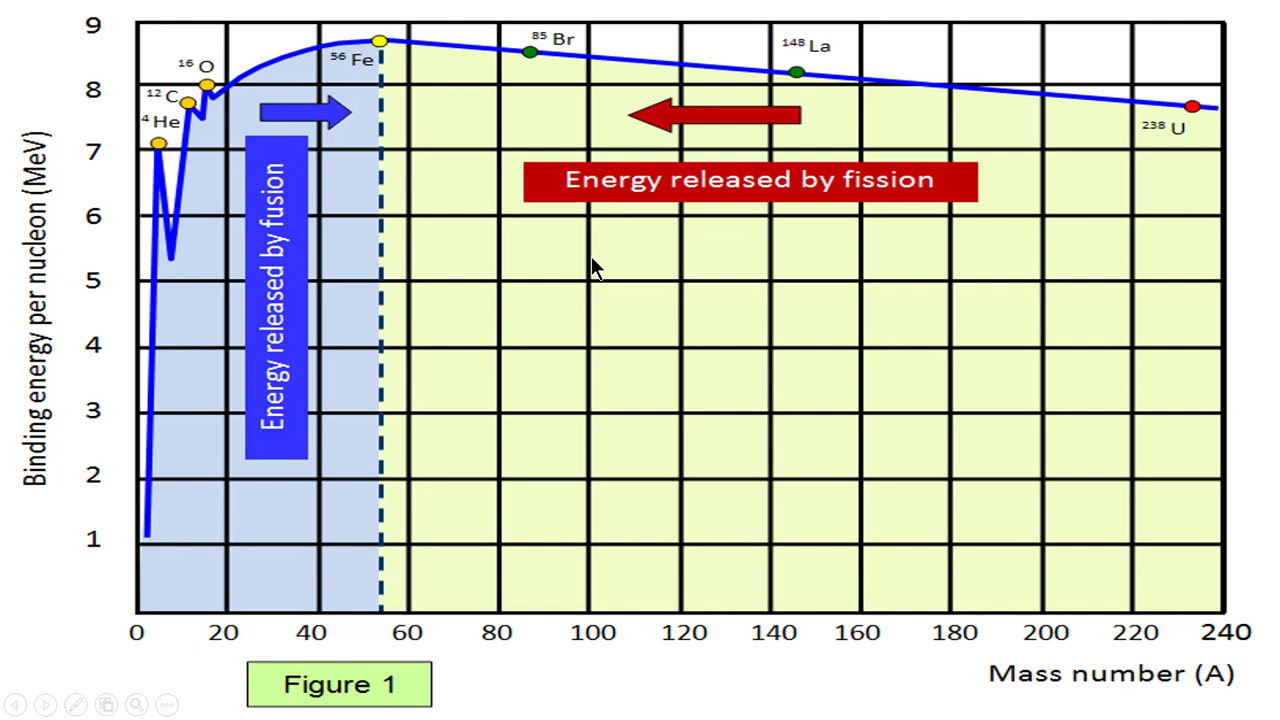 9
8
7
6
5
4
3
2
1
Binding energy per nucleon (MeV)
⁴He
¹² C
¹⁶ O
⁵⁶ Fe
⁸⁵ Br
¹⁴⁸ La
²³⁸ U
Energy released by fusion
Energy released by fission
0 20 40 60 80 100 120 140 160 180 200 220 240
Mass number (A)
Figure 1